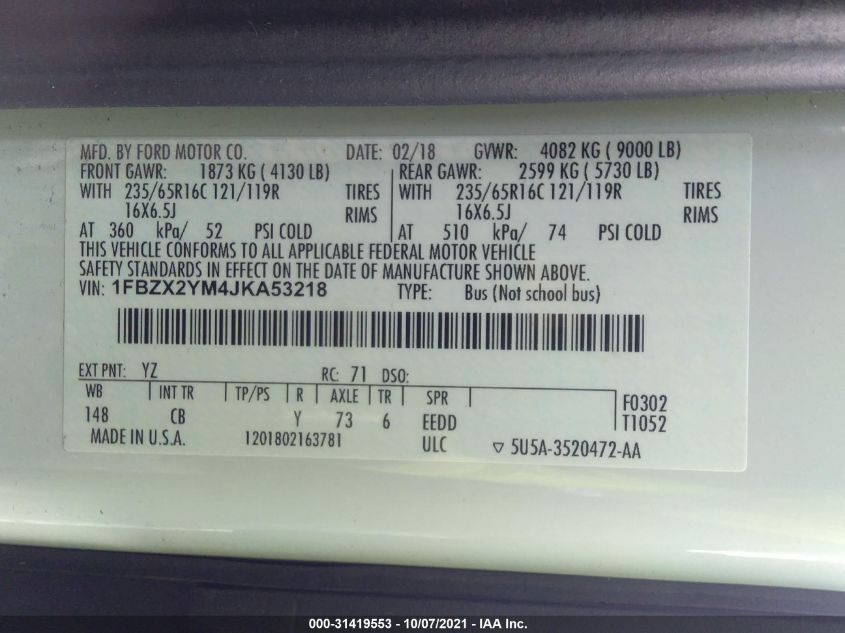 MFD. BY FORD MOTOR CO. DATE: 02/18 GVWR: 4082 KG ( 9000 LB)
FRONT GAWR: 1873 KG ( 4130 LB) REAR GAWR: 2599 KG ( 5730 LB)
WITH 235/65R16C 121/119R TIRES WITH 235/65R16C 121/119R TIRES
16X6.5J RIMS 16X6.5J RIMS
AT 360 kPa/ 52 PSI COLD AT 510 kPa/ 74 PSI COLD
THIS VEHICLE CONFORMS TO ALL APPLICABLE FEDERAL MOTOR VEHICLE
SAFETY STANDARDS IN EFFECT ON THE DATE OF MANUFACTURE SHOWN ABOVE.
VIN: 1FBZX2YM4JKA53218 TYPE: Bus (Not school bus)
EXT PNT: YZ RC: 71 DSO:
WB INT TR TP/PS R AXLE TR SPR F0302
148 CB Y 73 6 EEDD T1052
MADE IN U.S.A. 1201802163781 ULC ▽ 5U5A-3520472-AA
000-31419553 - 10/07/2021 - IAA Inc.